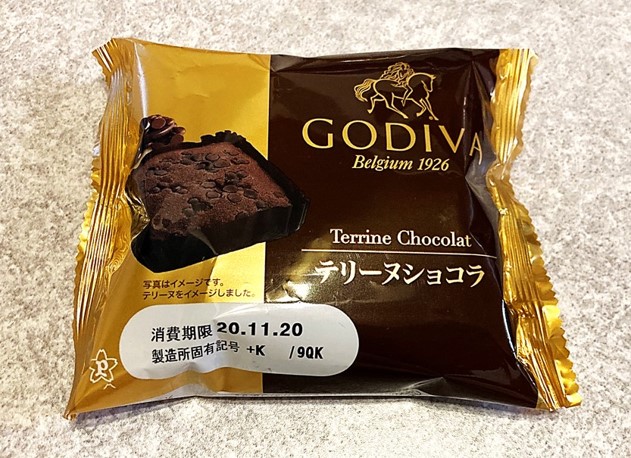 GODIVA
Belgium 1926
Terrine Chocolat
テリーヌショコラ
写真はイメージです。
テリーヌをイメージしました。
消費期限 20.11.20
製造所固有記号 +K /9QK
P